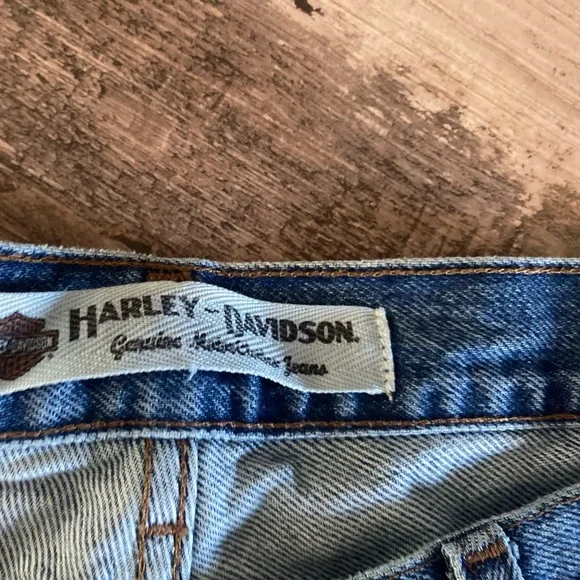 HARLEY-DAVIDSON.
Genuine MotorClothes Jeans